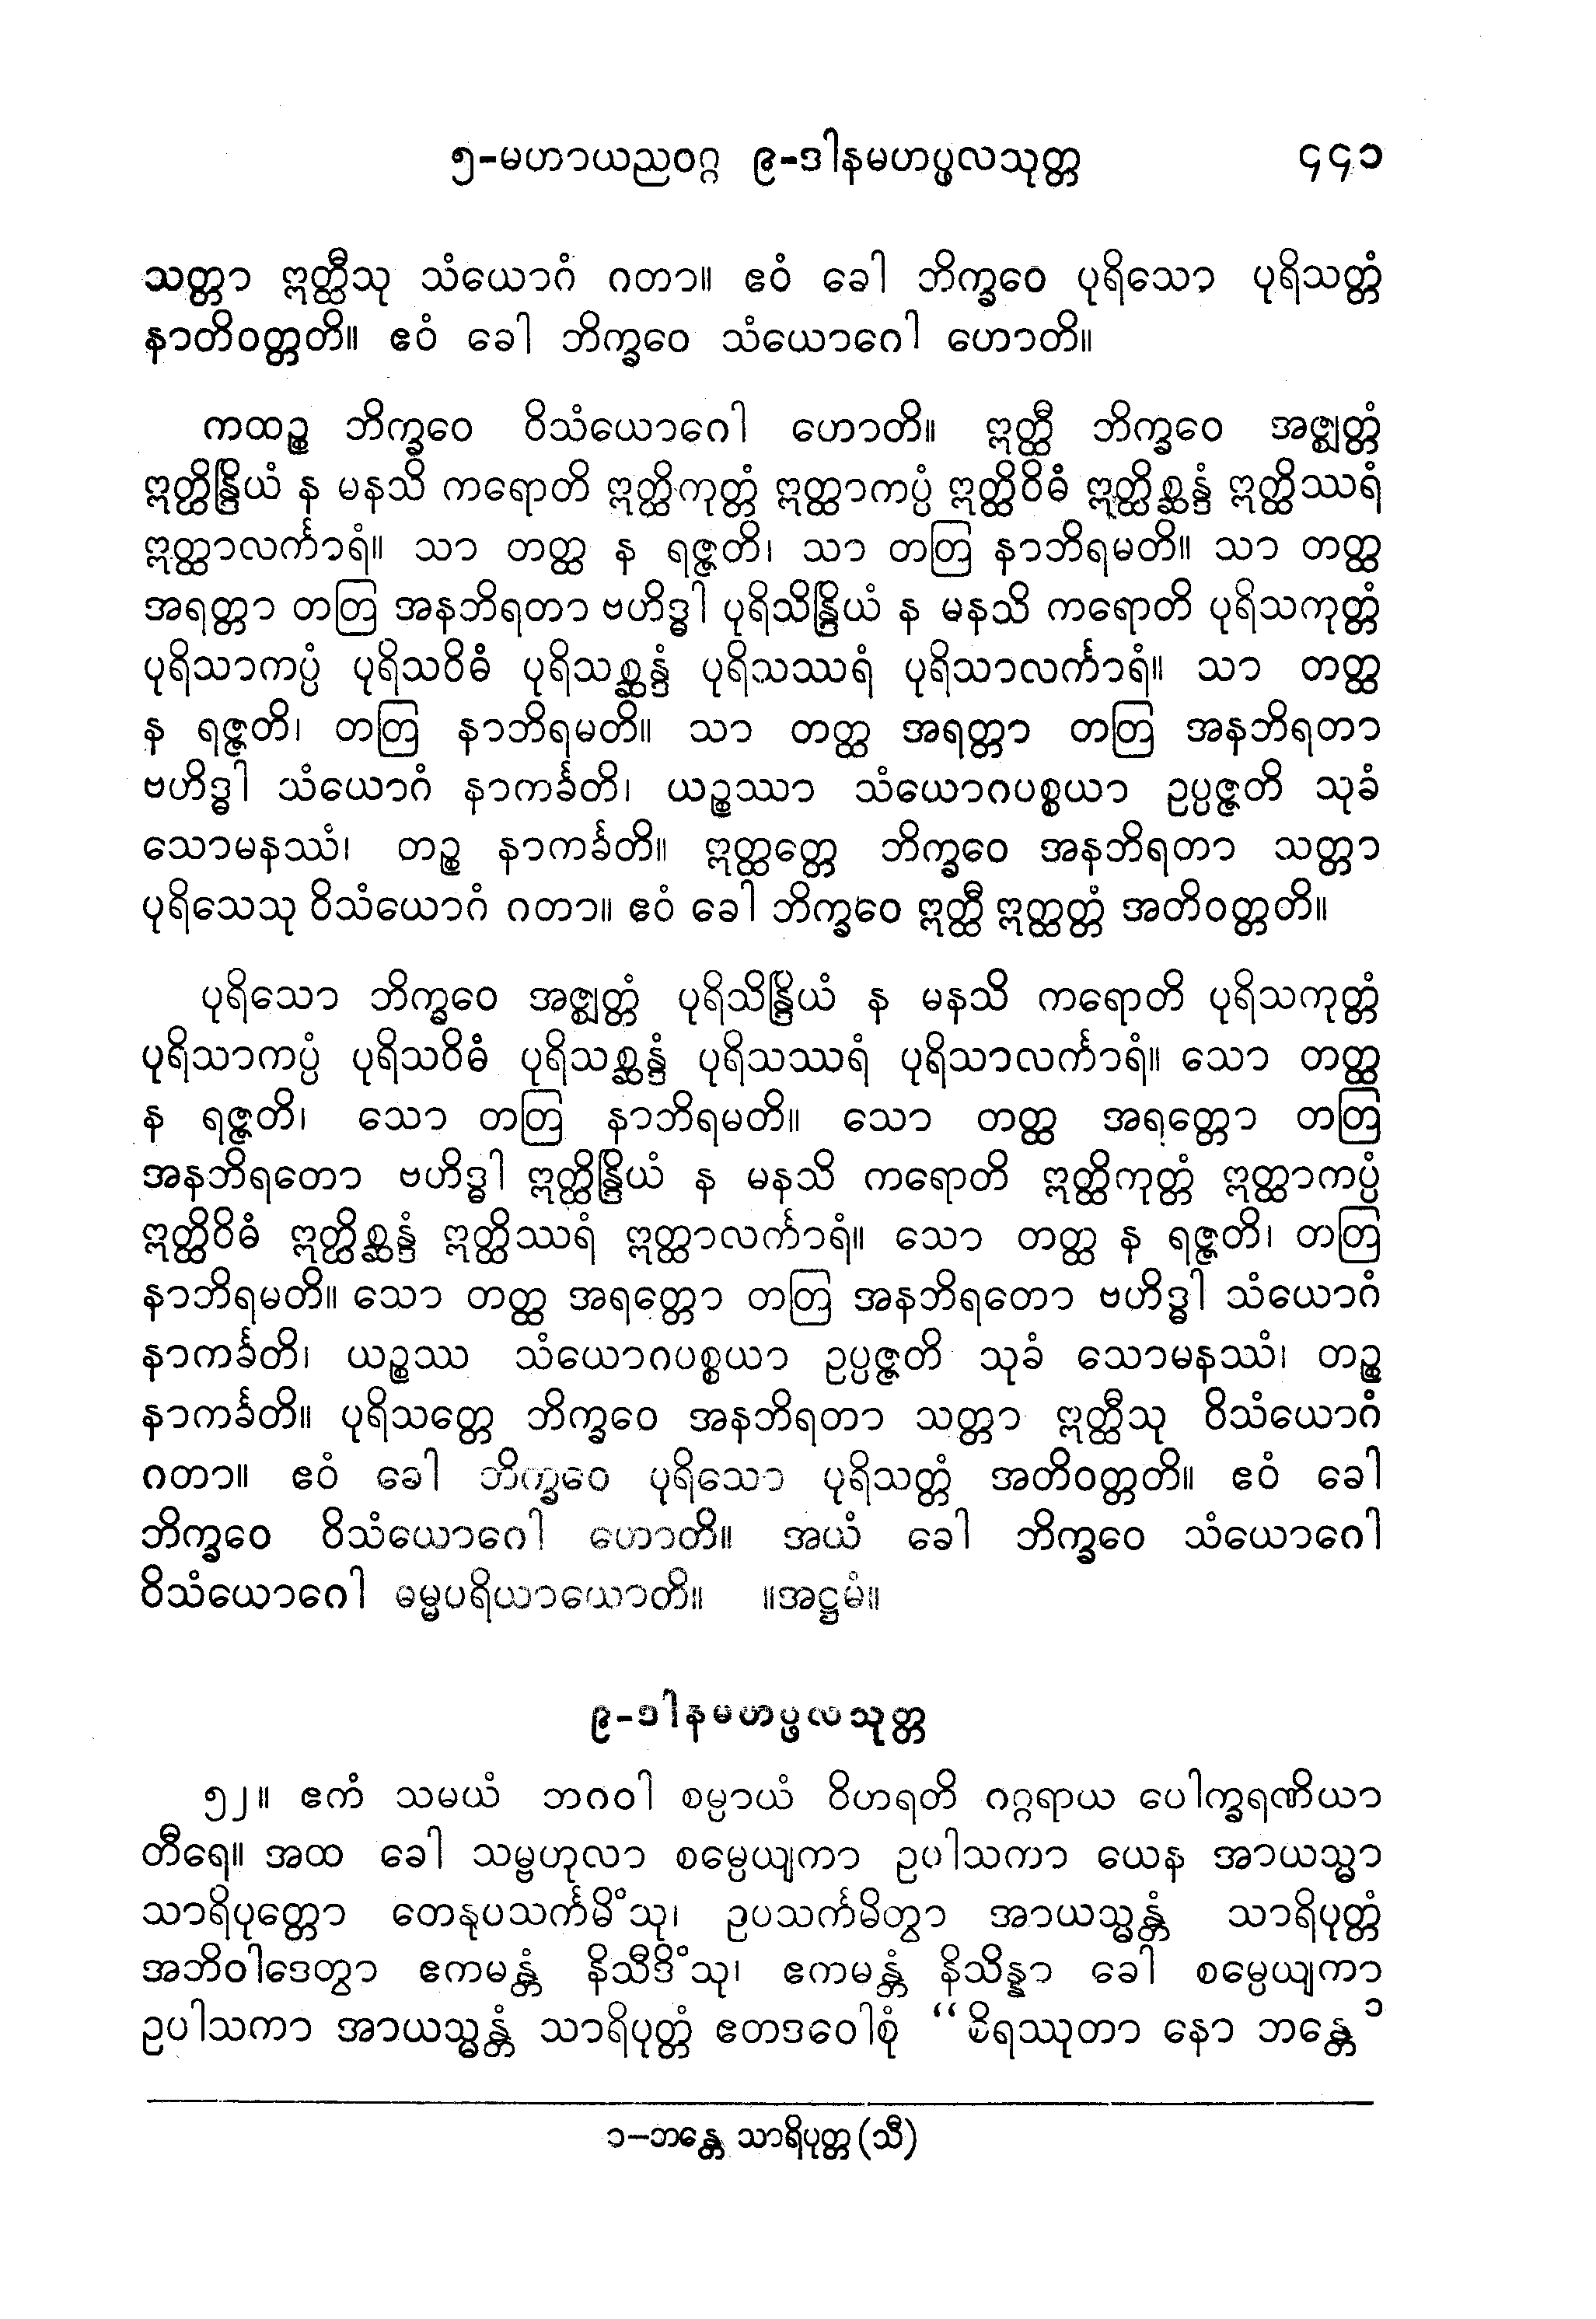 ၅-မဟာယညဝဂ္ဂ ၉-ဒါနမဟပ္ဖလသုတ္တ ၄၄၁
သတ္တာ ဣတ္ထီသု သံယောဂံ ဂတာ။ ဧဝံ ခေါ ဘိက္ခဝေ ပုရိသော ပုရိသတ္တံ
နာတိဝတ္တတိ။ ဧဝံ ခေါ ဘိက္ခဝေ သံယောဂေါ ဟောတိ။
ကထဉ္စ ဘိက္ခဝေ ဝိသံယောဂေါ ဟောတိ။ ဣတ္ထီ ဘိက္ခဝေ အဇ္ဈတ္တံ
ဣတ္ထိန္ဒြိယံ န မနသိ ကရောတိ ဣတ္ထိကုတ္တံ ဣတ္ထာကပ္ပံ ဣတ္ထိဝိဓံ ဣတ္ထိစ္ဆန္ဒံ ဣတ္ထိဿရံ
ဣတ္ထာလင်္ကာရံ။ သာ တတ္ထ န ရဇ္ဇတိ၊ သာ တတြ နာဘိရမတိ။ သာ တတ္ထ
အရတ္တာ တတြ အနဘိရတာ ဗဟိဒ္ဓါ ပုရိသိန္ဒြိယံ န မနသိ ကရောတိ ပုရိသကုတ္တံ
ပုရိသာကပ္ပံ ပုရိသဝိဓံ ပုရိသစ္ဆန္ဒံ ပုရိသဿရံ ပုရိသာလင်္ကာရံ။ သာ တတ္ထ
န ရဇ္ဇတိ၊ တတြ နာဘိရမတိ။ သာ တတ္ထ အရတ္တာ တတြ အနဘိရတာ
ဗဟိဒ္ဓါ သံယောဂံ နာကင်္ခတိ၊ ယဉ္စဿာ သံယောဂပစ္စယာ ဥပ္ပဇ္ဇတိ သုခံ
သောမနဿံ၊ တဉ္စ နာကင်္ခတိ။ ဣတ္ထတ္တေ ဘိက္ခဝေ အနဘိရတာ သတ္တာ
ပုရိသေသု ဝိသံယောဂံ ဂတာ။ ဧဝံ ခေါ ဘိက္ခဝေ ဣတ္ထီ ဣတ္ထတ္တံ အတိဝတ္တတိ။
ပုရိသော ဘိက္ခဝေ အဇ္ဈတ္တံ ပုရိသိန္ဒြိယံ န မနသိ ကရောတိ ပုရိသကုတ္တံ
ပုရိသာကပ္ပံ ပုရိသဝိဓံ ပုရိသစ္ဆန္ဒံ ပုရိသဿရံ ပုရိသာလင်္ကာရံ။ သော တတ္ထ
န ရဇ္ဇတိ၊ သော တတြ နာဘိရမတိ။ သော တတ္ထ အရတ္တော တတြ
အနဘိရတော ဗဟိဒ္ဓါ ဣတ္ထိန္ဒြိယံ န မနသိ ကရောတိ ဣတ္ထိကုတ္တံ ဣတ္ထာကပ္ပံ
ဣတ္ထိဝိဓံ ဣတ္ထိစ္ဆန္ဒံ ဣတ္ထိဿရံ ဣတ္ထာလင်္ကာရံ။ သော တတ္ထ န ရဇ္ဇတိ၊ တတြ
နာဘိရမတိ။ သော တတ္ထ အရတ္တော တတြ အနဘိရတော ဗဟိဒ္ဓါ သံယောဂံ
နာကင်္ခတိ၊ ယဉ္စဿ သံယောဂပစ္စယာ ဥပ္ပဇ္ဇတိ သုခံ သောမနဿံ၊ တဉ္စ
နာကင်္ခတိ။ ပုရိသတ္တေ ဘိက္ခဝေ အနဘိရတာ သတ္တာ ဣတ္ထီသု ဝိသံယောဂံ
ဂတာ။ ဧဝံ ခေါ ဘိက္ခဝေ ပုရိသော ပုရိသတ္တံ အတိဝတ္တတိ။ ဧဝံ ခေါ
ဘိက္ခဝေ ဝိသံယောဂေါ ဟောတိ။ အယံ ခေါ ဘိက္ခဝေ သံယောဂေါ
ဝိသံယောဂေါ ဓမ္မပရိယာယောတိ။ ။အဋ္ဌမံ။
၉-ဒါနမဟပ္ဖလသုတ္တ
၅၂။ ဧကံ သမယံ ဘဂဝါ စမ္ပာယံ ဝိဟရတိ ဂဂ္ဂရာယ ပေါက္ခရဏိယာ
တီရေ။ အထ ခေါ သမ္ဗဟုလာ စမ္ပေယျကာ ဥပါသကာ ယေန အာယသ္မာ
သာရိပုတ္တော တေနုပသင်္ကမိံသု၊ ဥပသင်္ကမိတွာ အာယသ္မန္တံ သာရိပုတ္တံ
အဘိဝါဒေတွာ ဧကမန္တံ နိသီဒိံသု၊ ဧကမန္တံ နိသိန္နာ ခေါ စမ္ပေယျကာ
ဥပါသကာ အာယသ္မန္တံ သာရိပုတ္တံ ဧတဒဝေါစုံ “စိရဿုတာ နော ဘန္တေ ၁
၁-ဘန္တေ သာရိပုတ္တ (သီ)